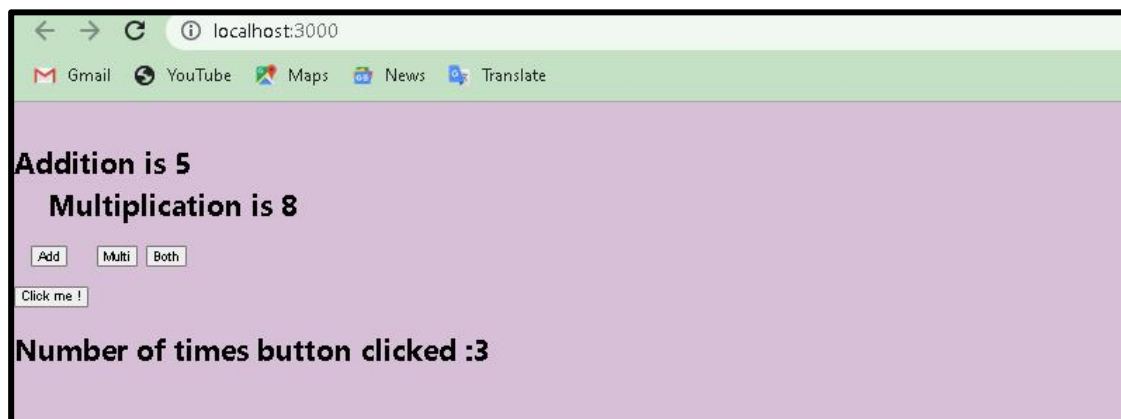 localhost:3000
Gmail YouTube Maps News Translate
Addition is 5
Multiplication is 8
Add Multi Both
Click me !
Number of times button clicked :3